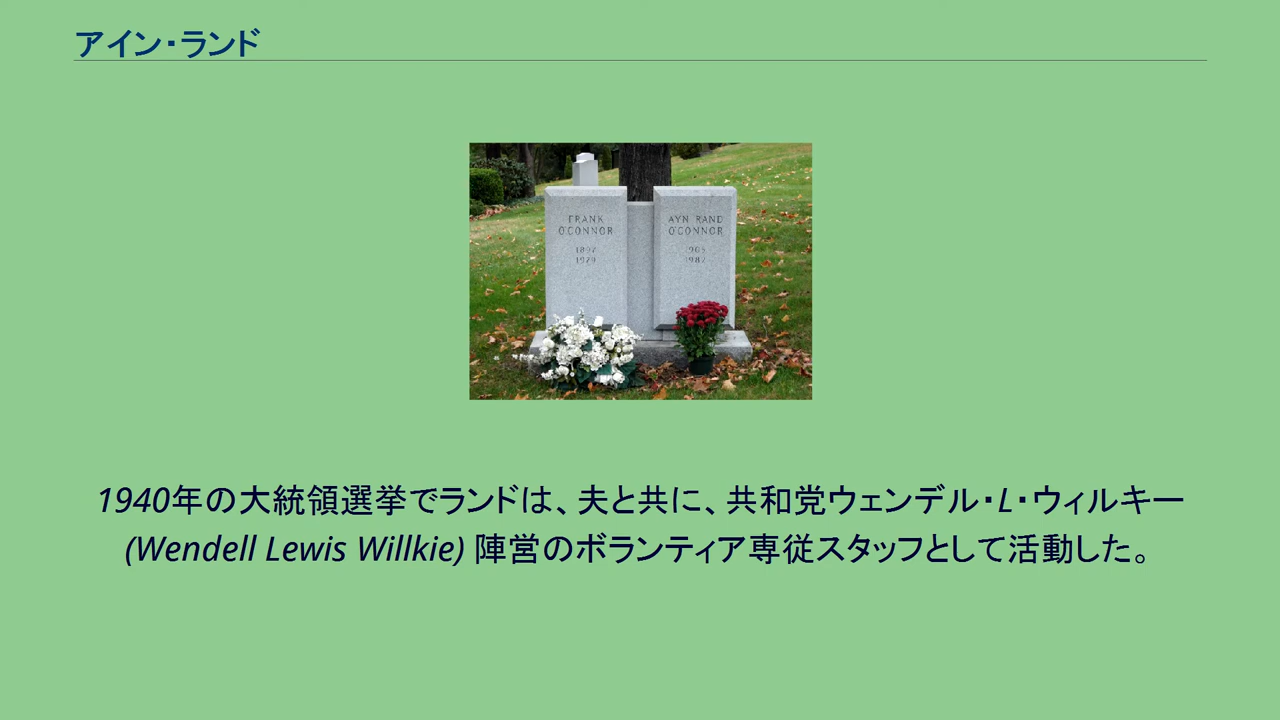 アイン・ランド
FRANK
O'CONNOR
1897
1979
AYN RAND
O'CONNOR
1905
1982
1940年の大統領選挙でランドは、夫と共に、共和党ウェンデル・L・ウィルキー
(Wendell Lewis Willkie) 陣営のボランティア専従スタッフとして活動した。